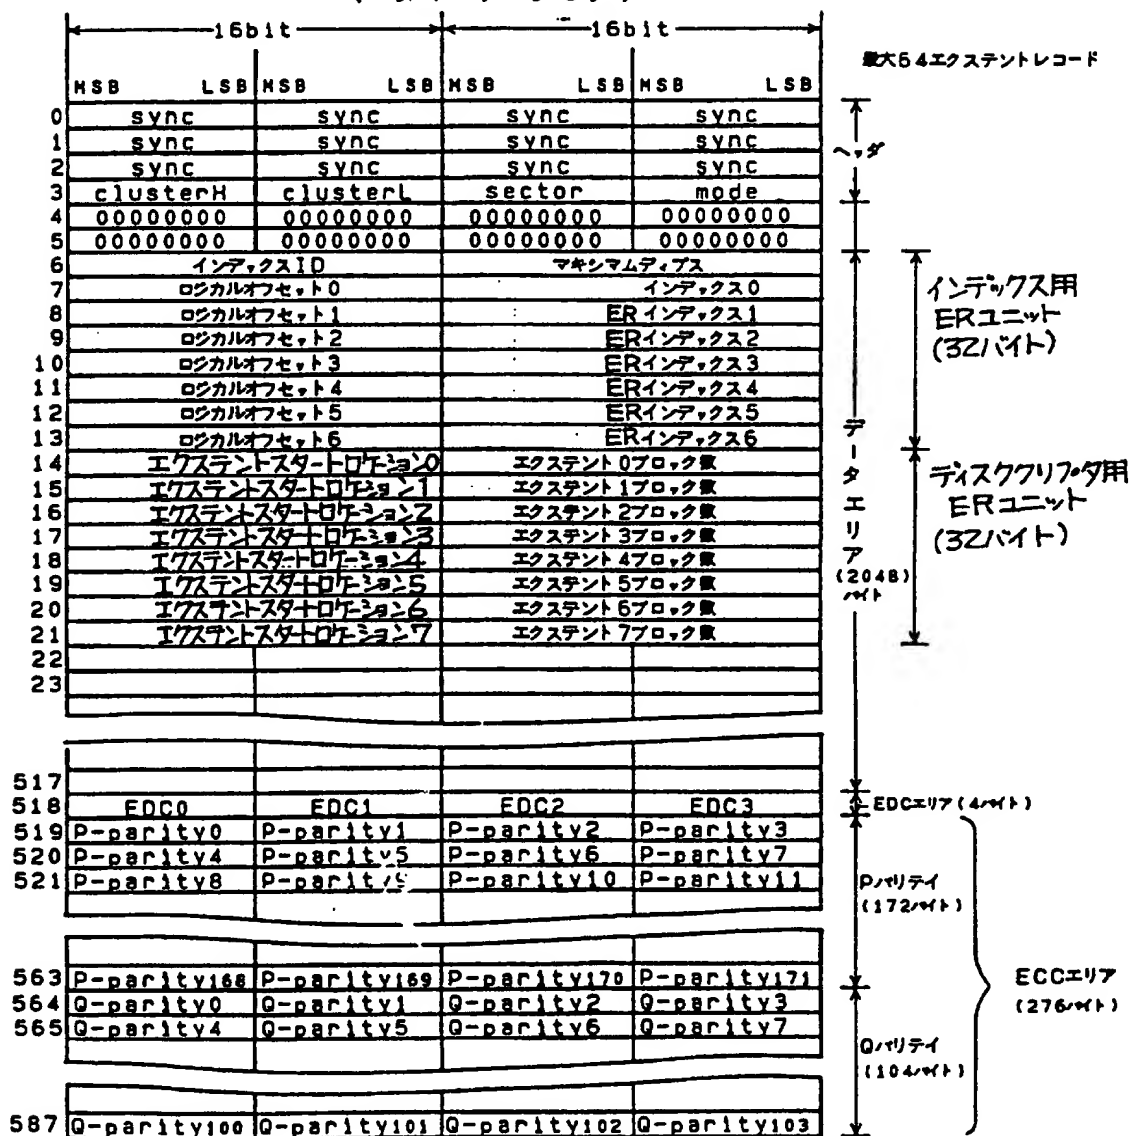 16bit 16bit
最大64エクステントレコード
MSB LSB MSB LSB MSB LSB MSB LSB
0 sync sync sync sync
1 sync sync sync sync
ヘッダ
2 sync sync sync sync
3 clusterH clusterL sector mode
4 00000000 00000000 00000000 00000000
5 00000000 00000000 00000000 00000000
6 インデックスID マキシマムディプス
7 ロジカルオフセット0 インデックス0
8 ロジカルオフセット1 ERインデックス1
9 ロジカルオフセット2 ERインデックス2
10 ロジカルオフセット3 ERインデックス3
11 ロジカルオフセット4 ERインデックス4
12 ロジカルオフセット5 ERインデックス5
13 ロジカルオフセット6 ERインデックス6
インデックス用
ERユニット
(32バイト)
14 エクステントスタートロケーション0 エクステント0ブロック数
15 エクステントスタートロケーション1 エクステント1ブロック数
16 エクステントスタートロケーション2 エクステント2ブロック数
17 エクステントスタートロケーション3 エクステント3ブロック数
18 エクステントスタートロケーション4 エクステント4ブロック数
19 エクステントスタートロケーション5 エクステント5ブロック数
20 エクステントスタートロケーション6 エクステント6ブロック数
21 エクステントスタートロケーション7 エクステント7ブロック数
ディスククリプタ用
ERユニット
(32バイト)
データエリア
(2048)
バイト
22
23
517
518 EDC0 EDC1 EDC2 EDC3
EDCエリア(4バイト)
519 P-parity0 P-parity1 P-parity2 P-parity3
520 P-parity4 P-parity5 P-parity6 P-parity7
521 P-parity8 P-parity9 P-parity10 P-parity11
Pパリテイ
(172バイト)
563 P-parity168 P-parity169 P-parity170 P-parity171
564 Q-parity0 Q-parity1 Q-parity2 Q-parity3
565 Q-parity4 Q-parity5 Q-parity6 Q-parity7
ECCエリア
(276バイト)
Qパリテイ
(104バイト)
587 Q-parity100 Q-parity101 Q-parity102 Q-parity103